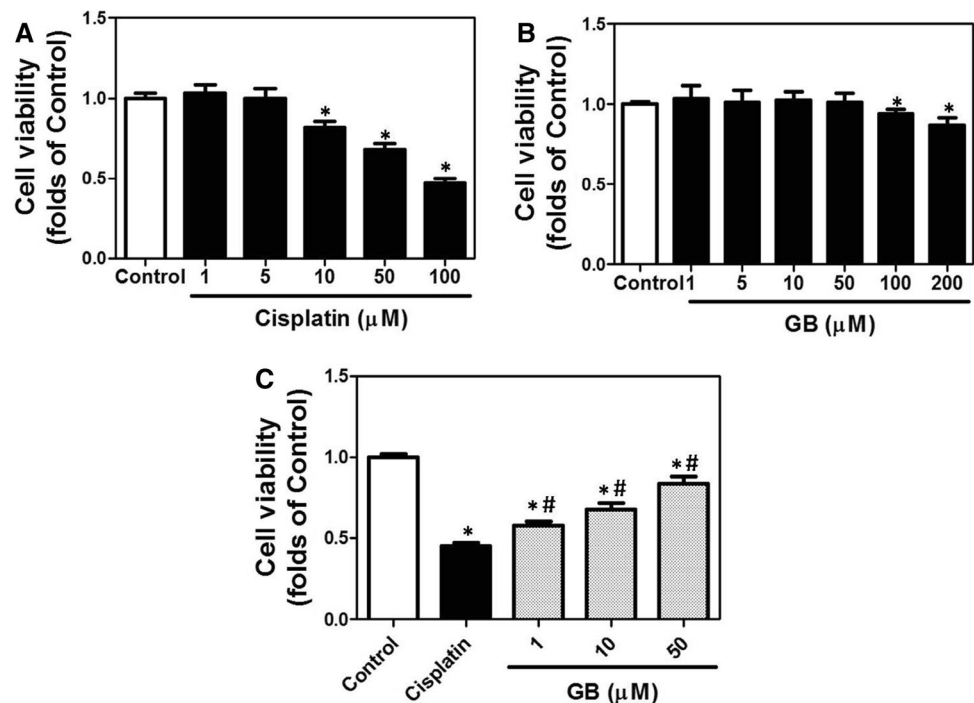 A
Cell viability
(folds of Control)
1.5
1.0
0.5
0.0
* * *
Control 1 5 10 50 100
Cisplatin (μM)
B
Cell viability
(folds of Control)
1.5
1.0
0.5
0.0
* *
Control 1 5 10 50 100 200
GB (μM)
C
Cell viability
(folds of Control)
1.5
1.0
0.5
0.0
* *# *# *#
Control Cisplatin 1 10 50
GB (μM)